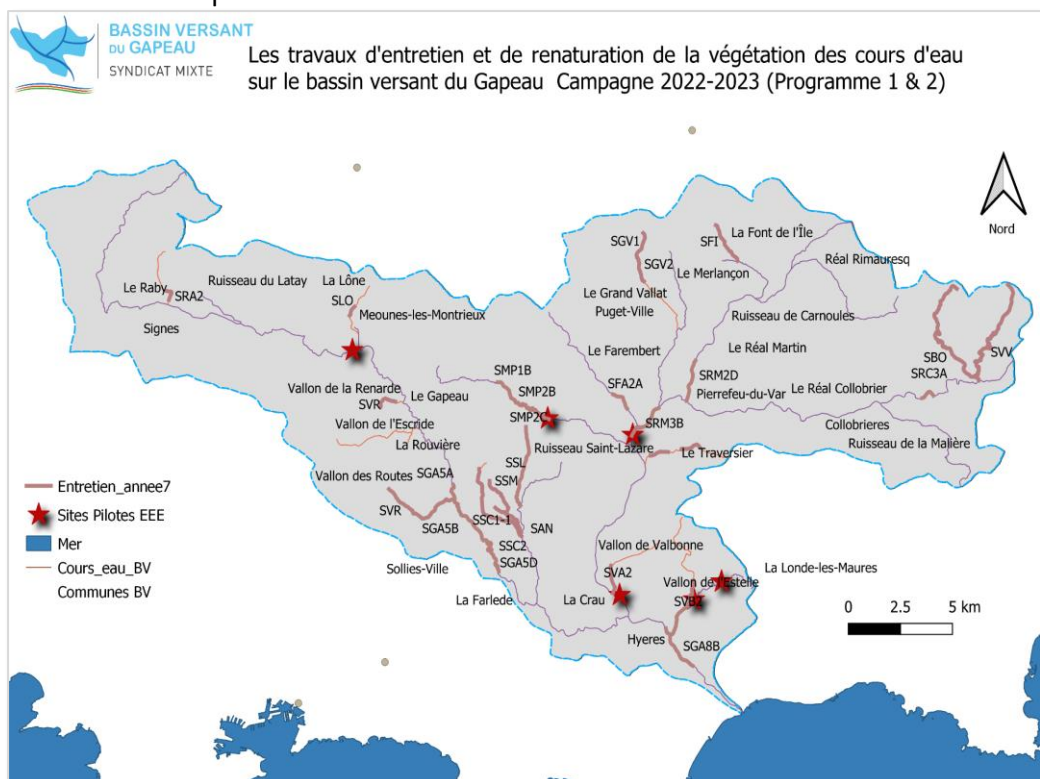 BASSIN VERSANT
DU GAPEAU
SYNDICAT MIXTE
Les travaux d'entretien et de renaturation de la végétation des cours d'eau
sur le bassin versant du Gapeau Campagne 2022-2023 (Programme 1 & 2)
Nord
SGV1
SFI
La Font de l'Île
SGV2
Le Merlançon
Réal Rimauresq
Le Raby
SRA2
Ruisseau du Latay
La Lône
SLO
Meounes-les-Montrieux
Le Grand Vallat
Puget-Ville
Ruisseau de Carnoules
Signes
Le Farembert
Le Réal Martin
SBO
SVV
SRC3A
SMP1B
SMP2B
SFA2A
SRM2D
Pierrefeu-du-Var
Le Réal Collobrier
Vallon de la Renarde
SVR
Le Gapeau
SMP2C
SRM3B
Collobrieres
Vallon de l'Escride
La Rouvière
Ruisseau Saint-Lazare
Le Traversier
Ruisseau de la Malière
Vallon des Routes
SGA5A
SSL
SSM
SVR
SGA5B
SSC1-1
SAN
SSC2
SGA5D
Sollies-Ville
La Farlede
Vallon de Valbonne
SVA2
La Crau
Vallon de l'Estelle
SVB2
La Londe-les-Maures
Hyeres
SGA8B
Entretien_annee7
Sites Pilotes EEE
Mer
Cours_eau_BV
Communes BV
0 2.5 5 km